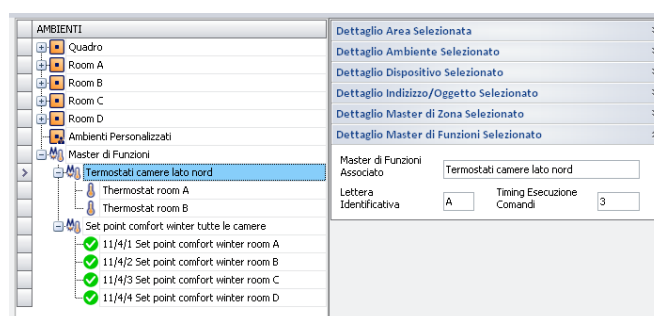 AMBIENTI
Quadro
Room A
Room B
Room C
Room D
Ambienti Personalizzati
Master di Funzioni
Termostati camere lato nord
Thermostat room A
Thermostat room B
Set point comfort winter tutte le camere
11/4/1 Set point comfort winter room A
11/4/2 Set point comfort winter room B
11/4/3 Set point comfort winter room C
11/4/4 Set point comfort winter room D
Dettaglio Area Selezionata
Dettaglio Ambiente Selezionato
Dettaglio Dispositivo Selezionato
Dettaglio Indizizzo/Oggetto Selezionato
Dettaglio Master di Zona Selezionato
Dettaglio Master di Funzioni Selezionato
Master di Funzioni
Associato Termostati camere lato nord
Lettera Timing Esecuzione
Identificativa A Comandi 3